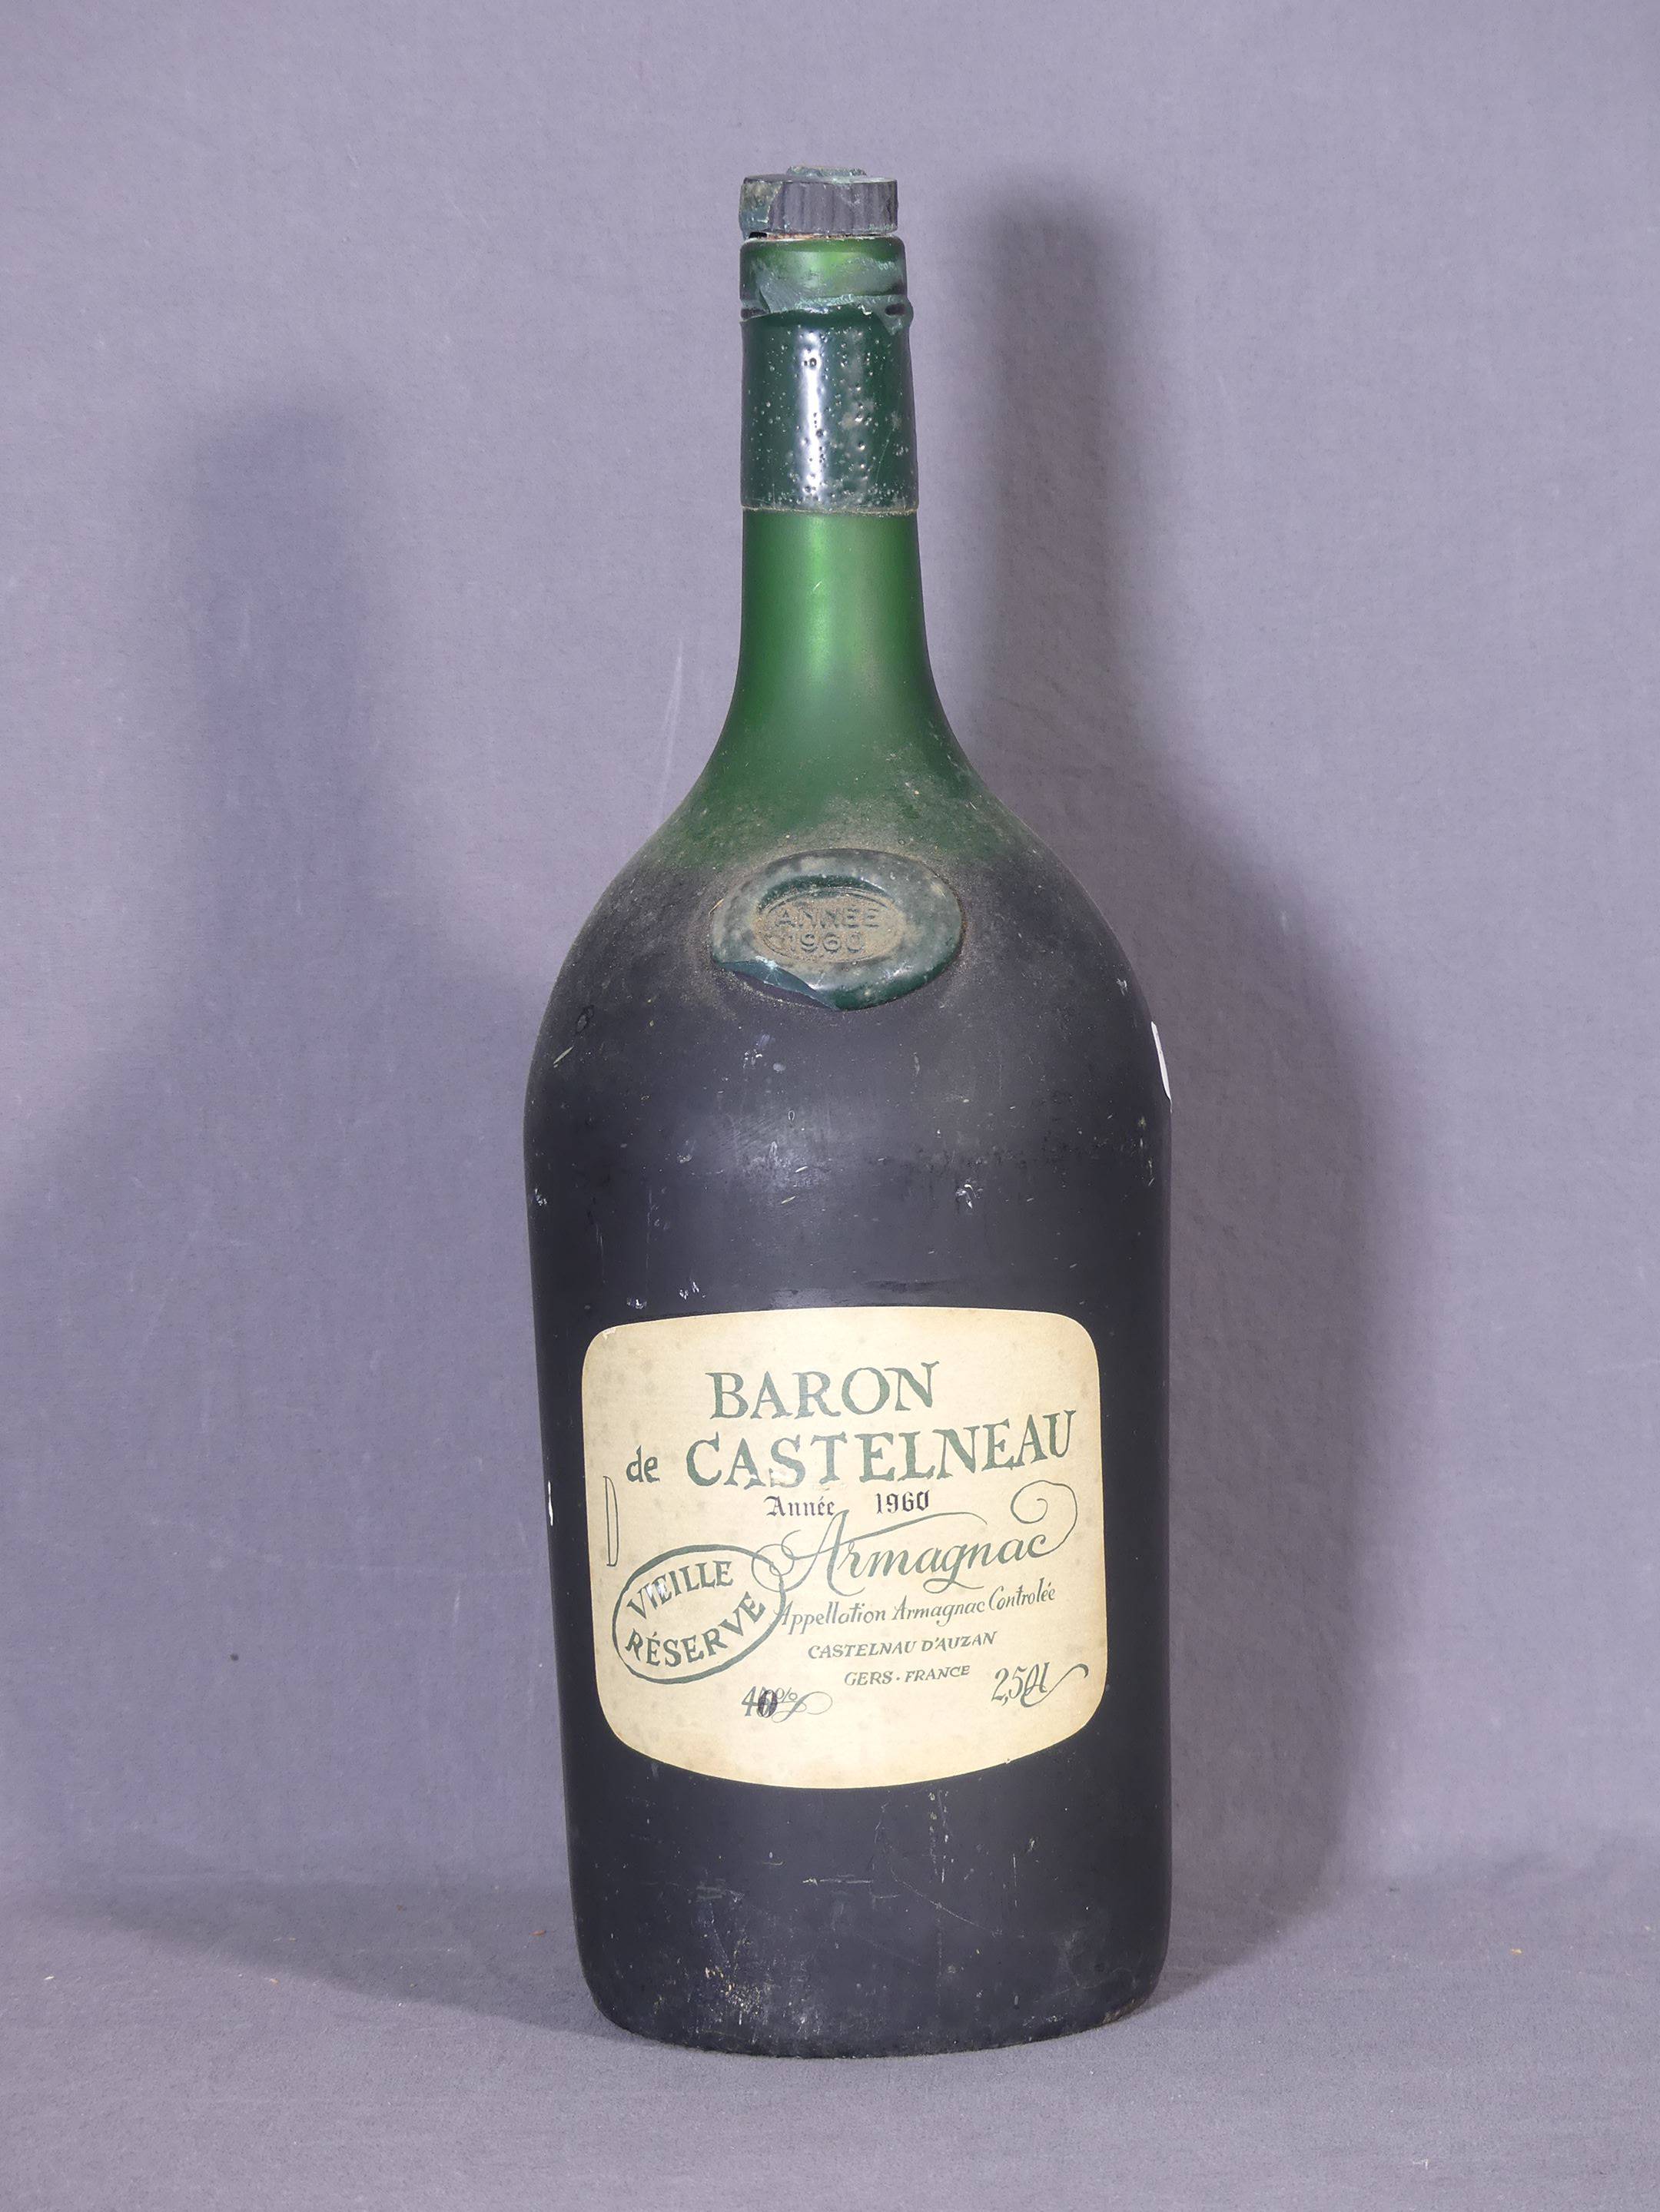 ANNÉE
1960
BARON
de CASTELNEAU
Année 1960
Armagnac
VIEILLE
RÉSERVE
Appellation Armagnac Controlée
CASTELNAU D'AUZAN
GERS - FRANCE
40%
2,50l
D